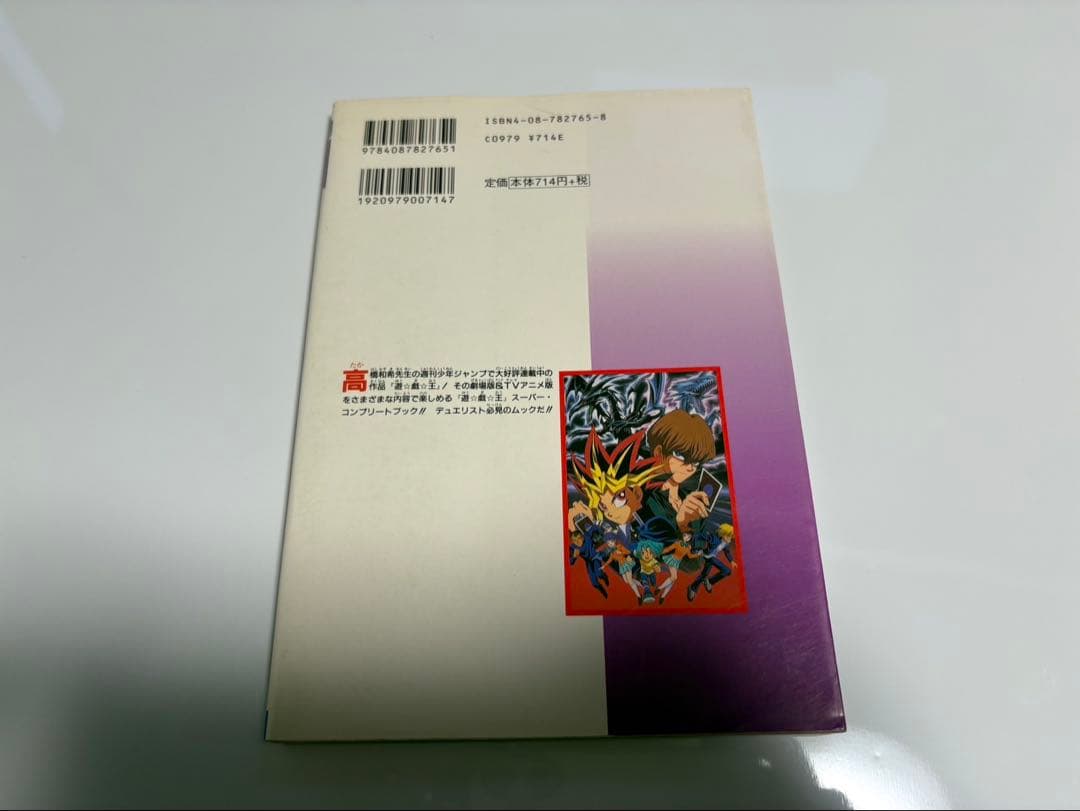 ISBN4-08-782765-8
C0979 ¥714E
9784087827651
定価 本体714円+税
1920979007147
高橋和希先生の週刊少年ジャンプで大好評連載中の
作品「遊☆戯☆王」！ その劇場版&TVアニメ版
をさまざまな内容で楽しめる「遊☆戯☆王」スーパー・
コンプリートブック!! デュエリスト必見のムックだ!!